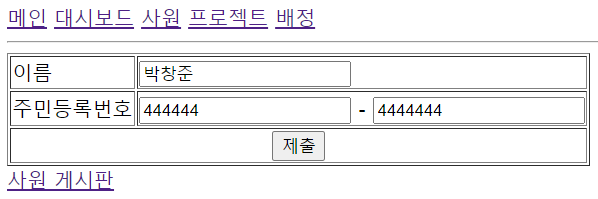 메인 대시보드 사원 프로젝트 배정
이름 박창준
주민등록번호 444444 - 4444444
제출
사원 게시판